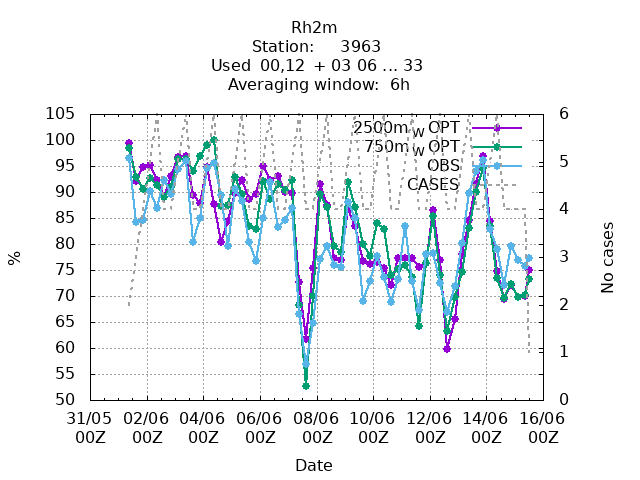 Rh2m
Station: 3963
Used 00,12 + 03 06 ... 33
Averaging window: 6h
105
100
95
90
85
80
75
70
65
60
55
50
6
5
4
3
2
1
0
2500m_W OPT
750m_W OPT
OBS
CASES
%
No cases
31/05 02/06 04/06 06/06 08/06 10/06 12/06 14/06 16/06
00Z 00Z 00Z 00Z 00Z 00Z 00Z 00Z 00Z
Date